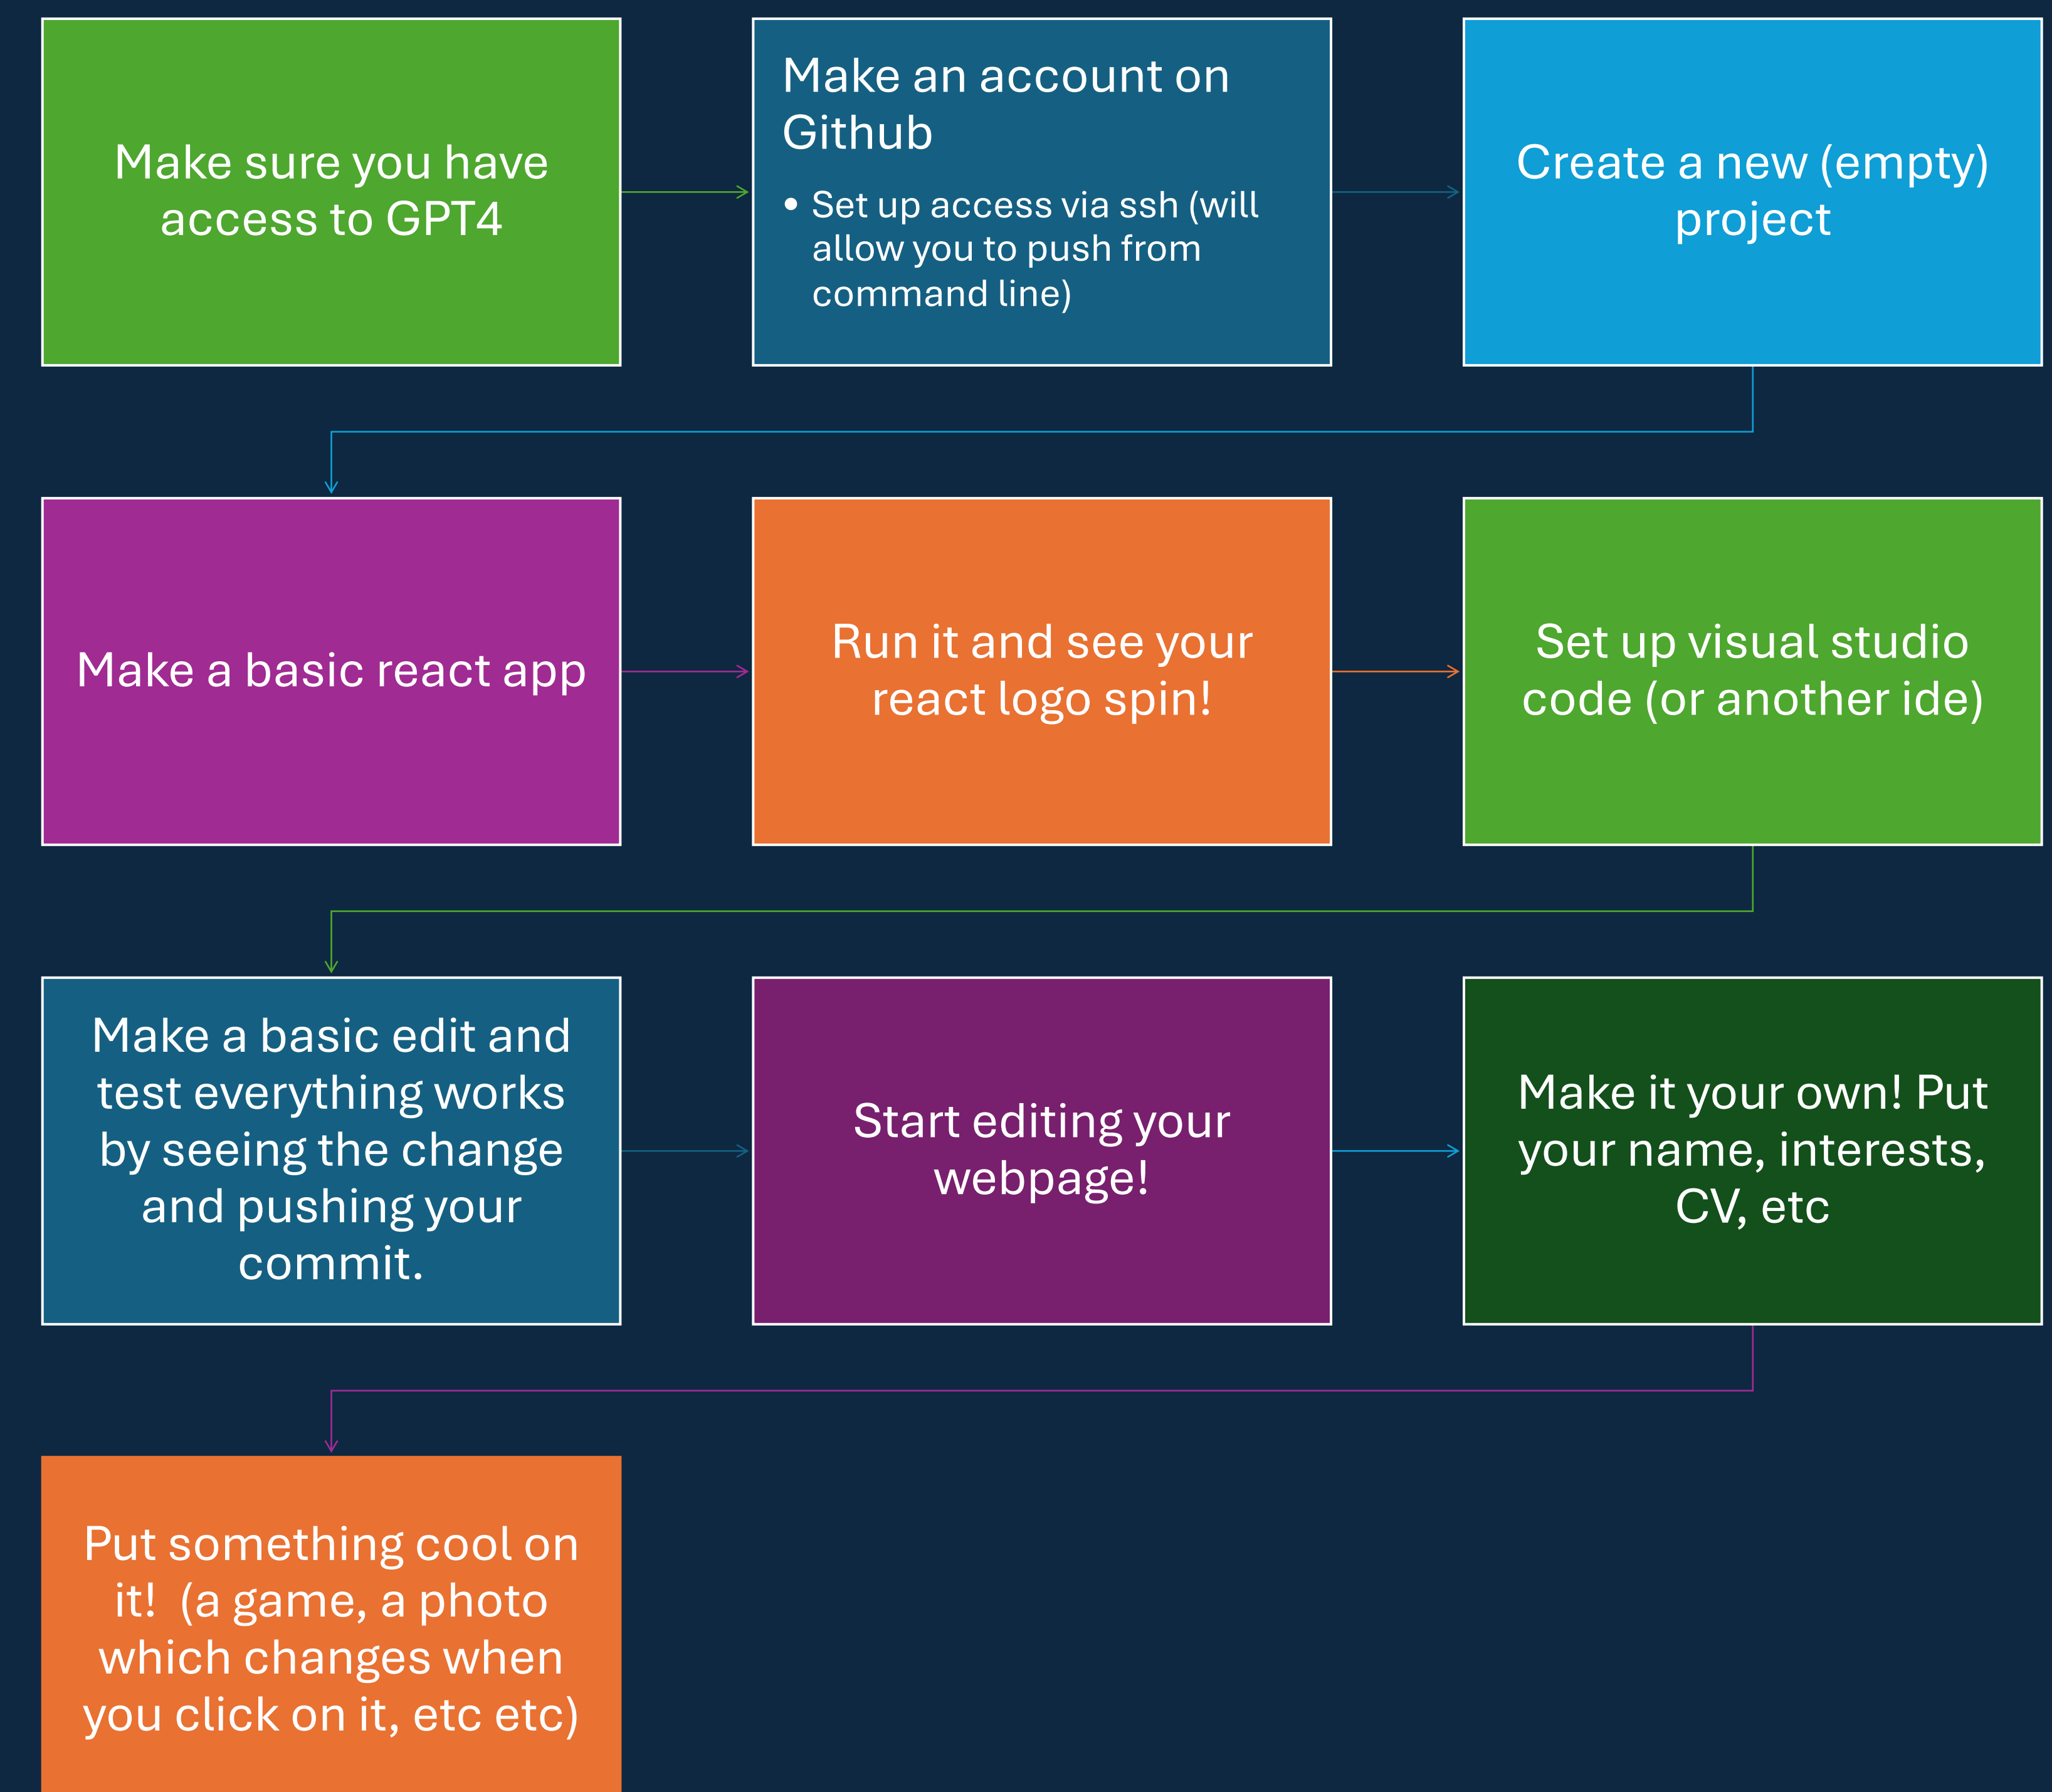 Make sure you have
access to GPT4
Make an account on
Github
• Set up access via ssh (will
allow you to push from
command line)
Create a new (empty)
project
Make a basic react app
Run it and see your
react logo spin!
Set up visual studio
code (or another ide)
Make a basic edit and
test everything works
by seeing the change
and pushing your
commit.
Start editing your
webpage!
Make it your own! Put
your name, interests,
CV, etc
Put something cool on
it!  (a game, a photo
which changes when
you click on it, etc etc)